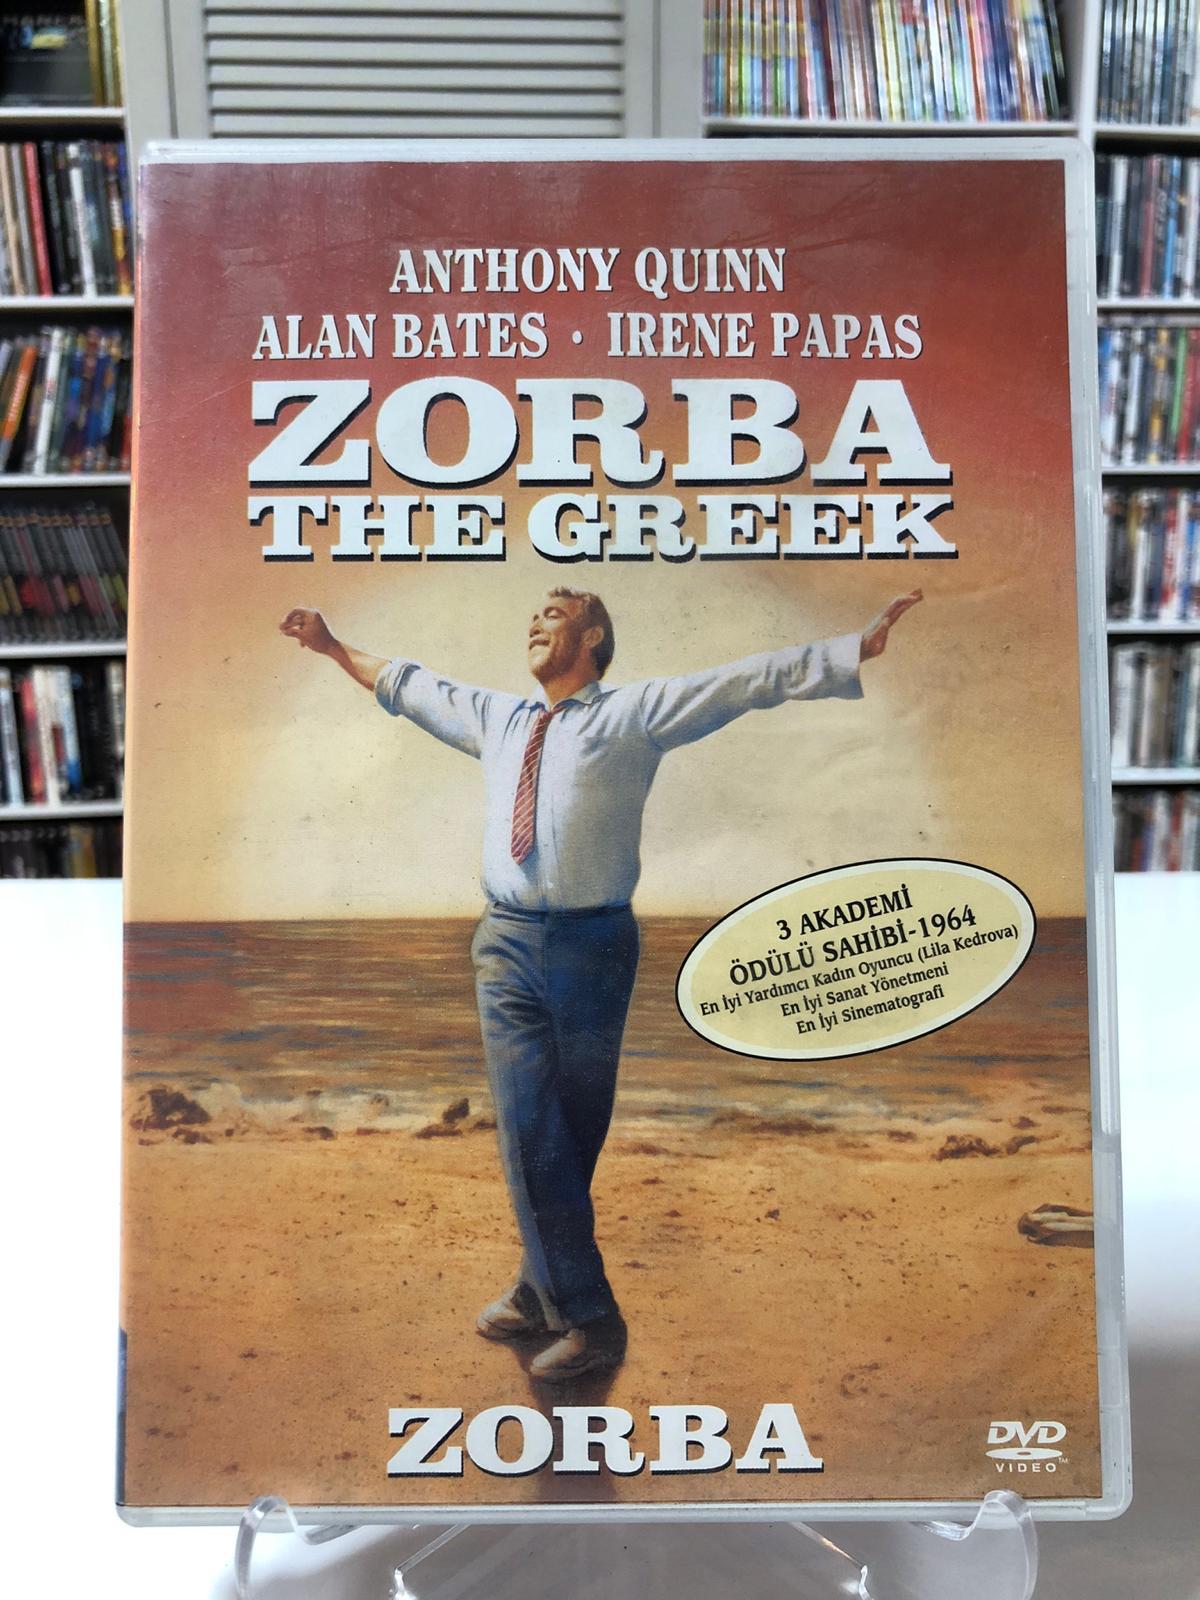 ANTHONY QUINN
ALAN BATES · IRENE PAPAS
ZORBA
THE GREEK
3 AKADEMİ
ÖDÜLÜ SAHİBİ-1964
En İyi Yardımcı Kadın Oyuncu (Lila Kedrova)
En İyi Sanat Yönetmeni
En İyi Sinematografi
ZORBA
DVD
VIDEO™